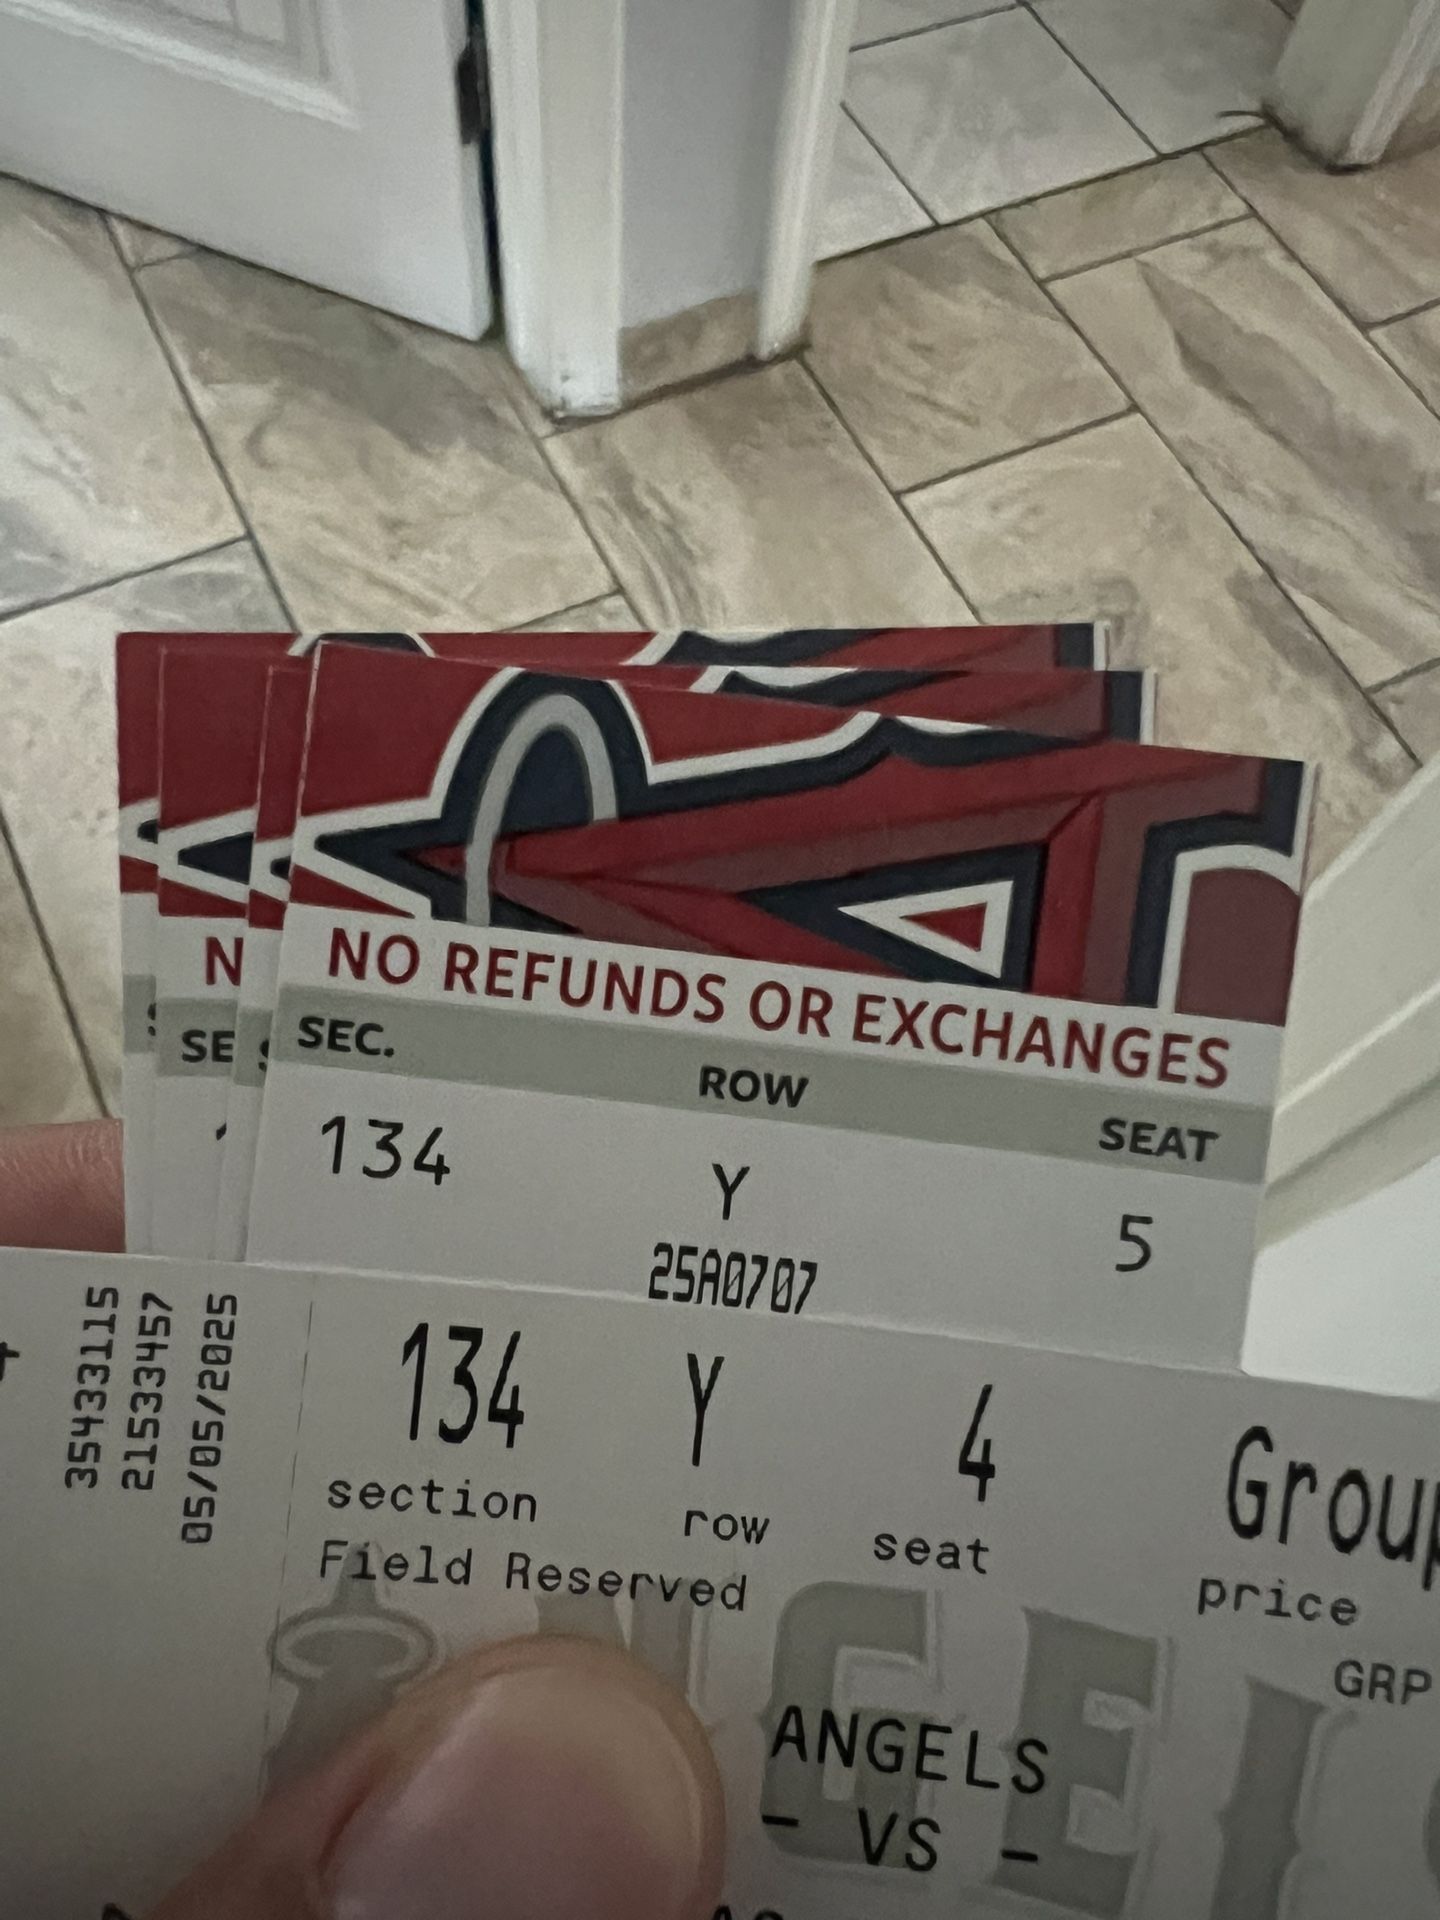 NO REFUNDS OR EXCHANGES
SEC. ROW SEAT
134 Y 5
25A0707
35433115
21533457
05/05/2025
134 Y 4
section row seat price
Field Reserved
GRP
ANGELS
- VS -